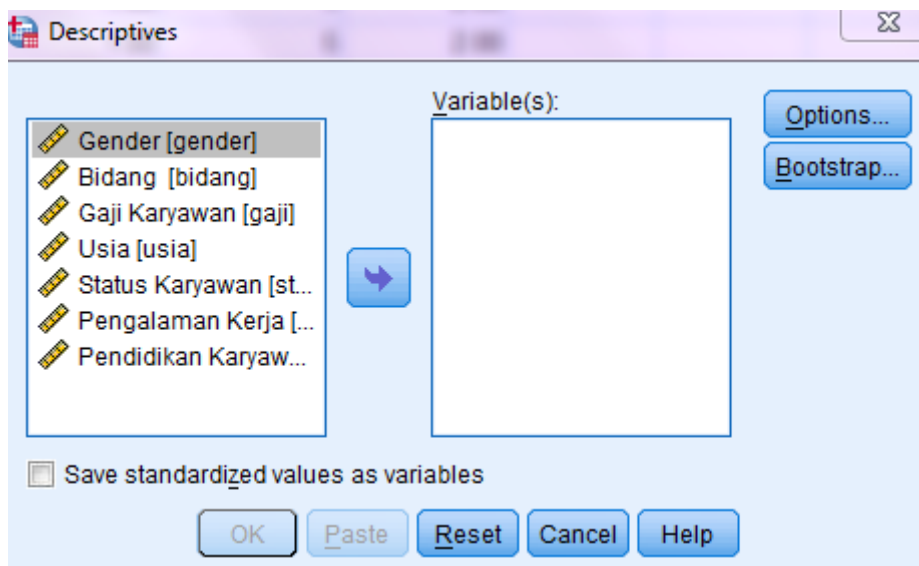 Descriptives
Variable(s):
Gender [gender]
Bidang [bidang]
Gaji Karyawan [gaji]
Usia [usia]
Status Karyawan [st...
Pengalaman Kerja [...
Pendidikan Karyaw...
Options...
Bootstrap...
Save standardized values as variables
OK Paste Reset Cancel Help